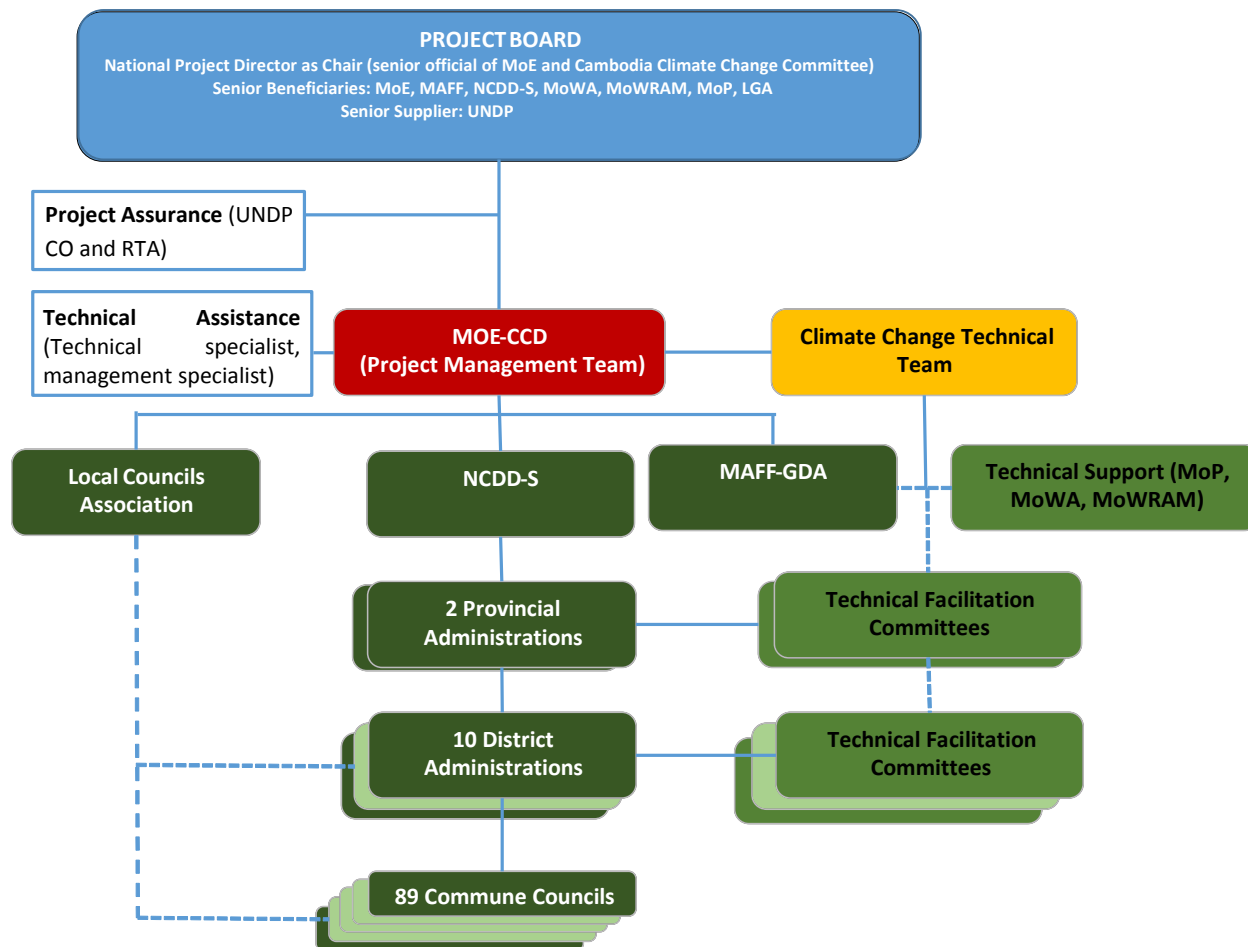 PROJECT BOARD
National Project Director as Chair (senior official of MoE and Cambodia Climate Change Committee)
Senior Beneficiaries: MoE, MAFF, NCDD-S, MoWA, MoWRAM, MoP, LGA
Senior Supplier: UNDP
Project Assurance (UNDP
CO and RTA)
Technical Assistance
(Technical specialist,
management specialist)
MOE-CCD
(Project Management Team)
Climate Change Technical
Team
Local Councils
Association
NCDD-S
MAFF-GDA
Technical Support (MoP,
MoWA, MoWRAM)
2 Provincial
Administrations
Technical Facilitation
Committees
10 District
Administrations
Technical Facilitation
Committees
89 Commune Councils